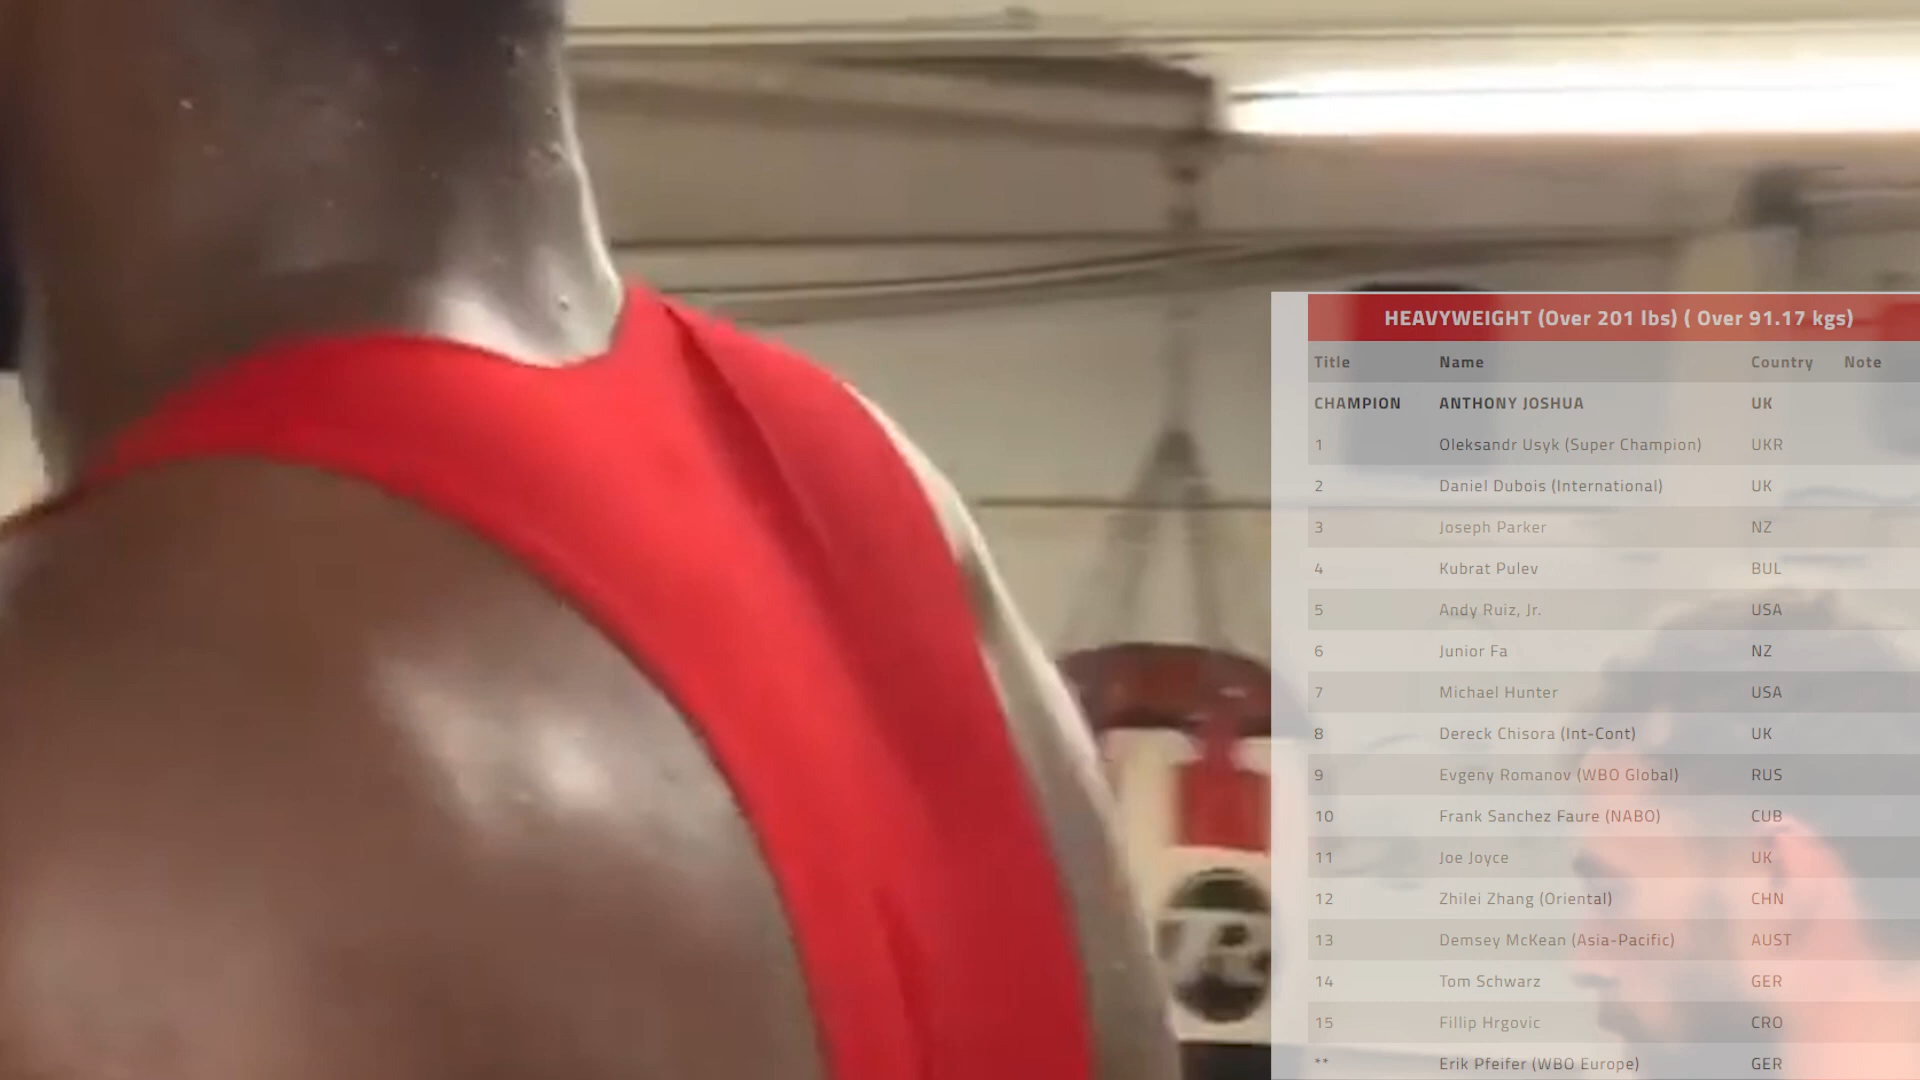 HEAVYWEIGHT (Over 201 lbs) ( Over 91.17 kgs)
Title Name Country Note
CHAMPION ANTHONY JOSHUA UK
1 Oleksandr Usyk (Super Champion) UKR
2 Daniel Dubois (International) UK
3 Joseph Parker NZ
4 Kubrat Pulev BUL
5 Andy Ruiz, Jr. USA
6 Junior Fa NZ
7 Michael Hunter USA
8 Dereck Chisora (Int-Cont) UK
9 Evgeny Romanov (WBO Global) RUS
10 Frank Sanchez Faure (NABO) CUB
11 Joe Joyce UK
12 Zhilei Zhang (Oriental) CHN
13 Demsey McKean (Asia-Pacific) AUST
14 Tom Schwarz GER
15 Fillip Hrgovic CRO
** Erik Pfeifer (WBO Europe) GER